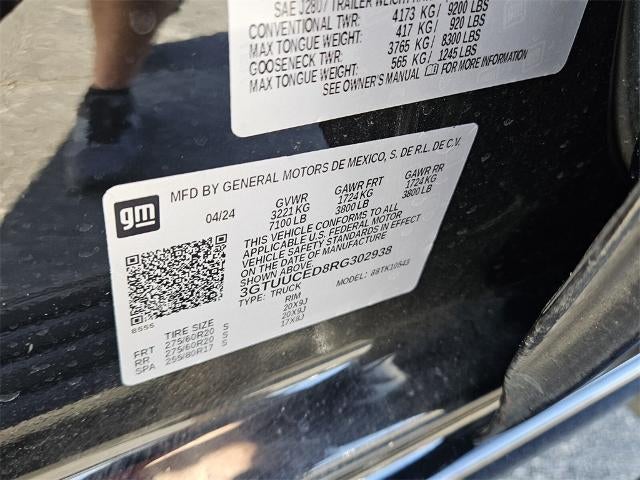 SAE J2807 TRAILER WEIGHT
CONVENTIONAL TWR: 4173 KG / 9200 LBS
MAX TONGUE WEIGHT: 417 KG / 920 LBS
GOOSENECK TWR: 3765 KG / 8300 LBS
MAX TONGUE WEIGHT: 565 KG / 1245 LBS
SEE OWNER'S MANUAL FOR MORE INFORMATION
gm
MFD BY GENERAL MOTORS DE MEXICO, S. DE R.L. DE C.V.
04/24 GVWR GAWR FRT GAWR RR
3221 KG 1724 KG 1724 KG
7100 LB 3800 LB 3800 LB
THIS VEHICLE CONFORMS TO ALL
APPLICABLE U.S. FEDERAL MOTOR
VEHICLE SAFETY STANDARDS IN EFFECT
ON THE DATE OF MANUFACTURE
3GTUUCED8RG302938
TYPE: TRUCK MODEL: 88TK10543
8555
TIRE SIZE RIM
FRT 275/60R20 S 20X9J
RR 275/60R20 S 20X9J
SPA 255/80R17 S 17X8J